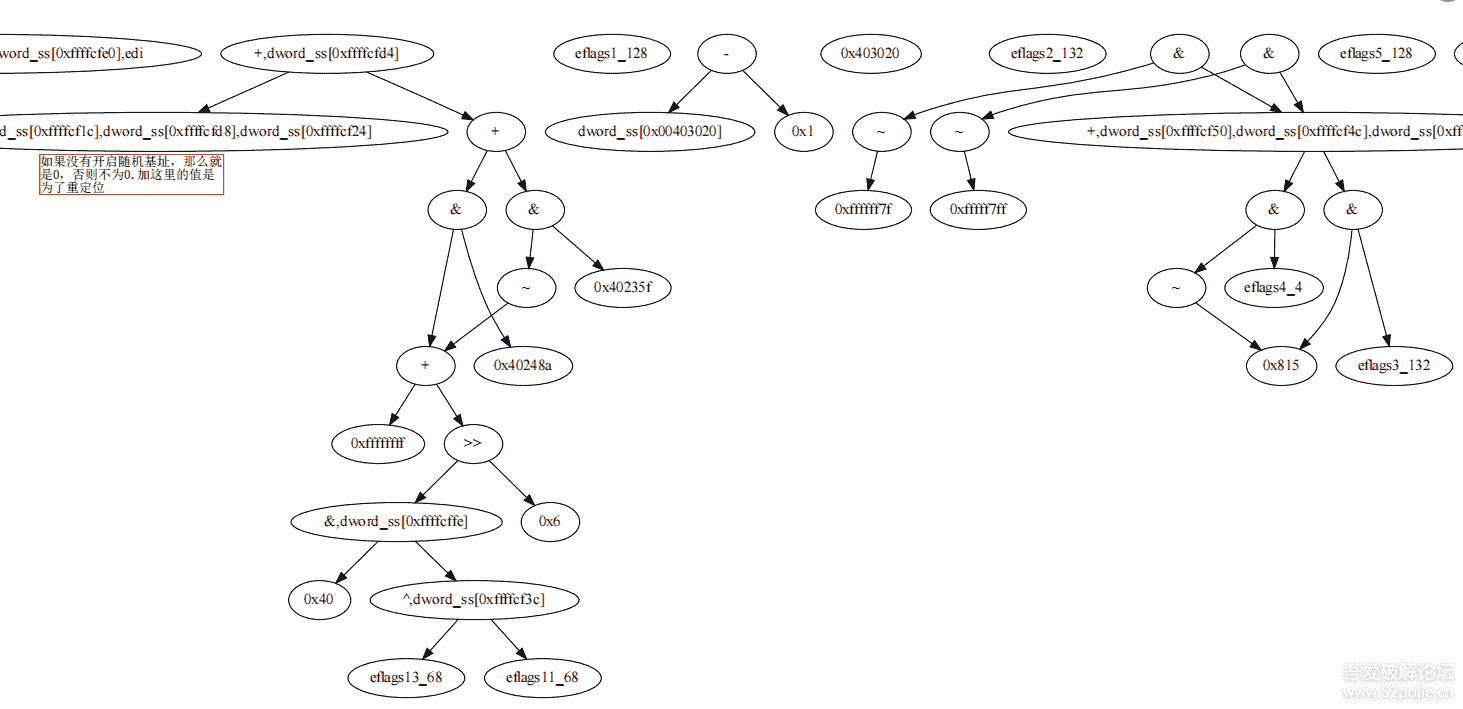 word_ss[0xffffcfe0],edi
+,dword_ss[0xffffcfd4]
eflags1_128
-
0x403020
eflags2_132
&
&
eflags5_128
d_ss[0xffffcf1c],dword_ss[0xffffcfd8],dword_ss[0xffffcf24]
+
dword_ss[0x00403020]
0x1
~
~
+,dword_ss[0xffffcf50],dword_ss[0xffffcf4c],dword_ss[0xff
如果没有开启随机基址，那么就
是0，否则不为0.加这里的值是
为了重定位
&
&
0xffffff7f
0xfffff7ff
&
&
~
0x40235f
~
eflags4_4
+
0x40248a
0x815
eflags3_132
0xffffffff
>>
&,dword_ss[0xffffcffe]
0x6
0x40
^,dword_ss[0xffffcf3c]
eflags13_68
eflags11_68
吾爱破解论坛
www.52pojie.cn